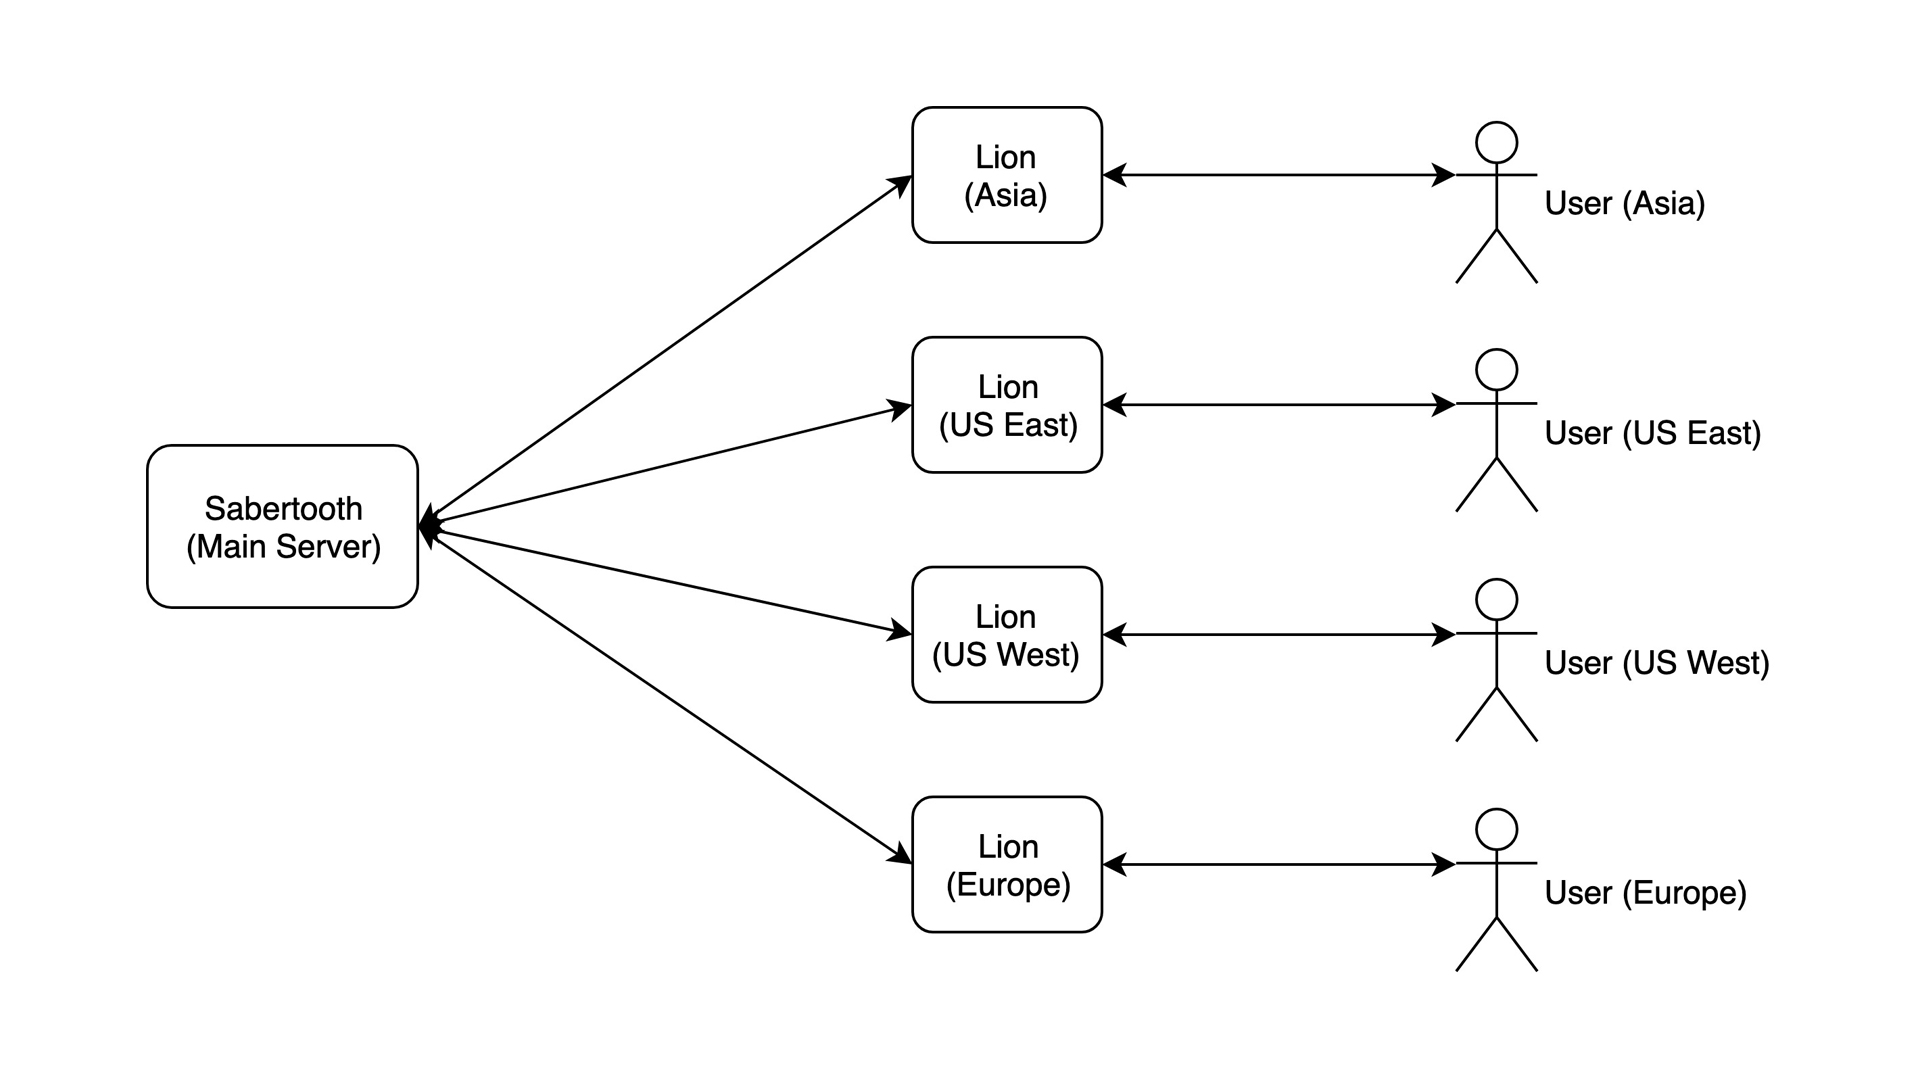 Lion
(Asia)
User (Asia)
Lion
(US East)
User (US East)
Sabertooth
(Main Server)
Lion
(US West)
User (US West)
Lion
(Europe)
User (Europe)